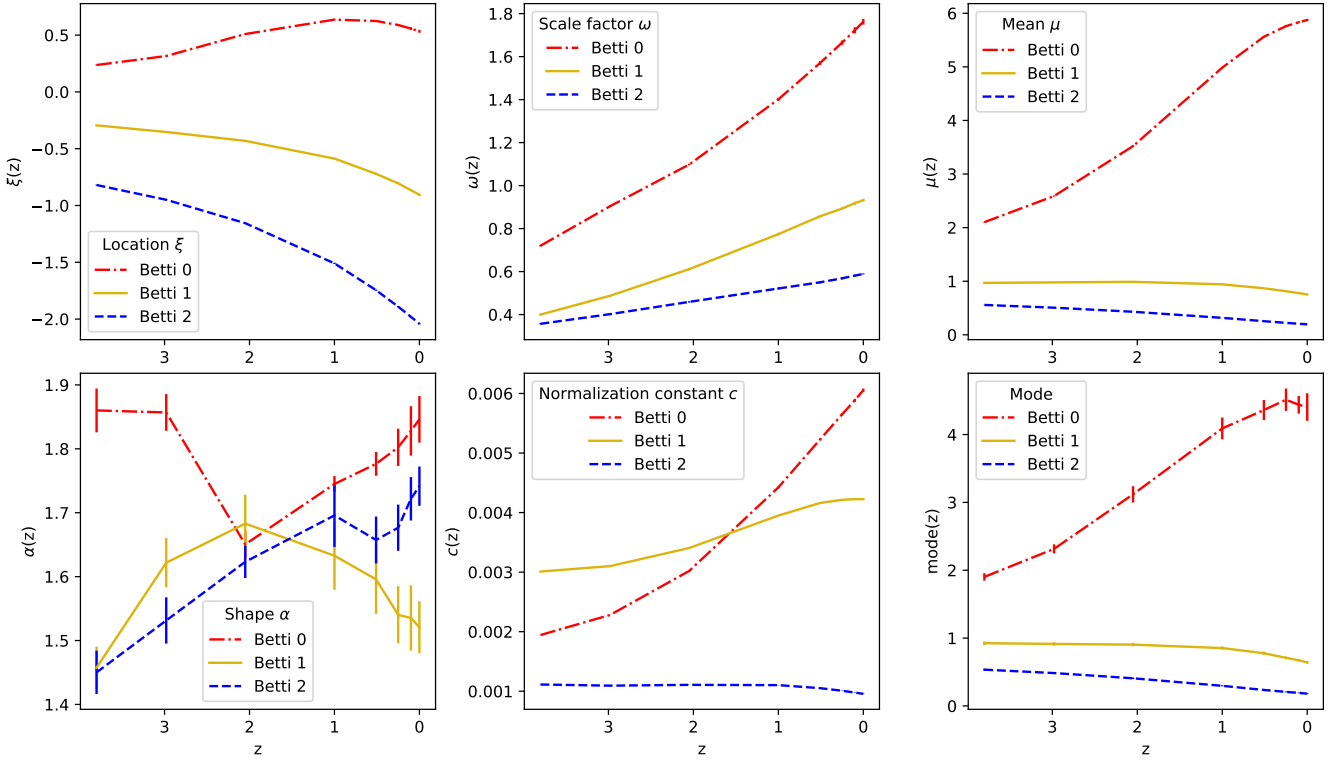 0.5
0.0
−0.5
−1.0
−1.5
−2.0
ξ(z)
Location ξ
Betti 0
Betti 1
Betti 2
3
2
1
0
1.8
1.6
1.4
1.2
1.0
0.8
0.6
0.4
ω(z)
Scale factor ω
Betti 0
Betti 1
Betti 2
3
2
1
0
6
5
4
3
2
1
0
μ(z)
Mean μ
Betti 0
Betti 1
Betti 2
3
2
1
0
1.9
1.8
1.7
1.6
1.5
1.4
α(z)
Shape α
Betti 0
Betti 1
Betti 2
3
2
1
0
z
0.006
0.005
0.004
0.003
0.002
0.001
c(z)
Normalization constant c
Betti 0
Betti 1
Betti 2
3
2
1
0
z
4
3
2
1
0
mode(z)
Mode
Betti 0
Betti 1
Betti 2
3
2
1
0
z